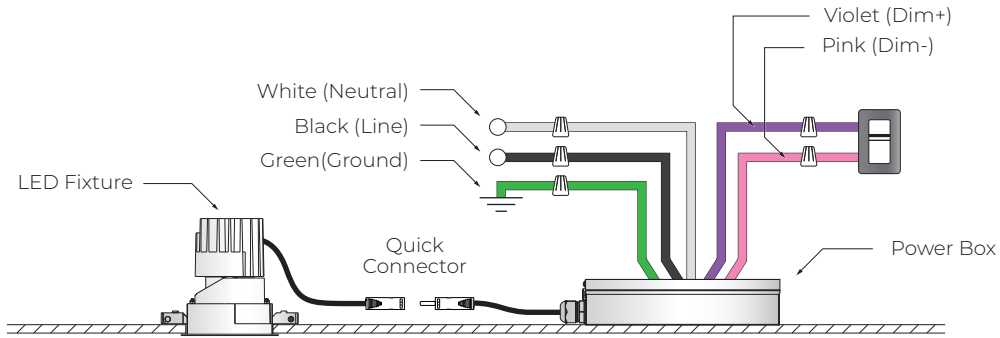 Violet (Dim+)
Pink (Dim-)
White (Neutral)
Black (Line)
Green(Ground)
LED Fixture
Quick
Connector
Power Box